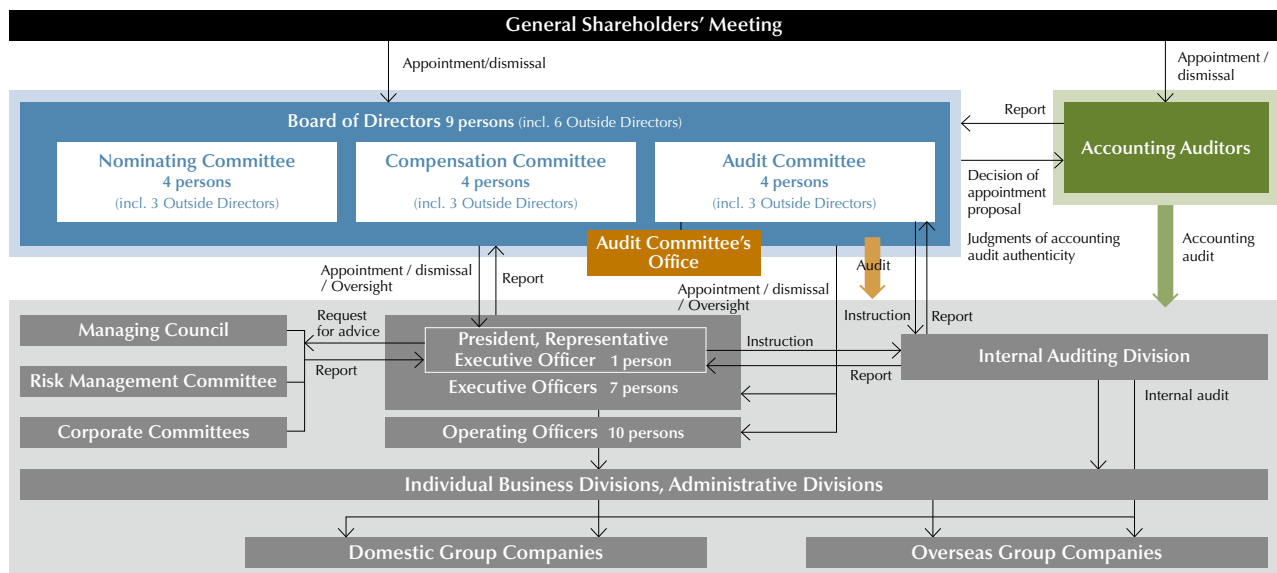 General Shareholders' Meeting
Appointment/dismissal
Appointment /
dismissal
Board of Directors 9 persons (incl. 6 Outside Directors)
Nominating Committee
4 persons
(incl. 3 Outside Directors)
Compensation Committee
4 persons
(incl. 3 Outside Directors)
Audit Committee
4 persons
(incl. 3 Outside Directors)
Report
Accounting Auditors
Decision of
appointment
proposal
Judgments of accounting
audit authenticity
Accounting
audit
Audit Committee's
Office
Audit
Appointment / dismissal
/ Oversight
Report
Appointment / dismissal
/ Oversight
Instruction
Report
Managing Council
Risk Management Committee
Corporate Committees
Request
for advice
Report
President, Representative
Executive Officer 1 person
Executive Officers 7 persons
Operating Officers 10 persons
Instruction
Report
Internal Auditing Division
Internal audit
Individual Business Divisions, Administrative Divisions
Domestic Group Companies
Overseas Group Companies